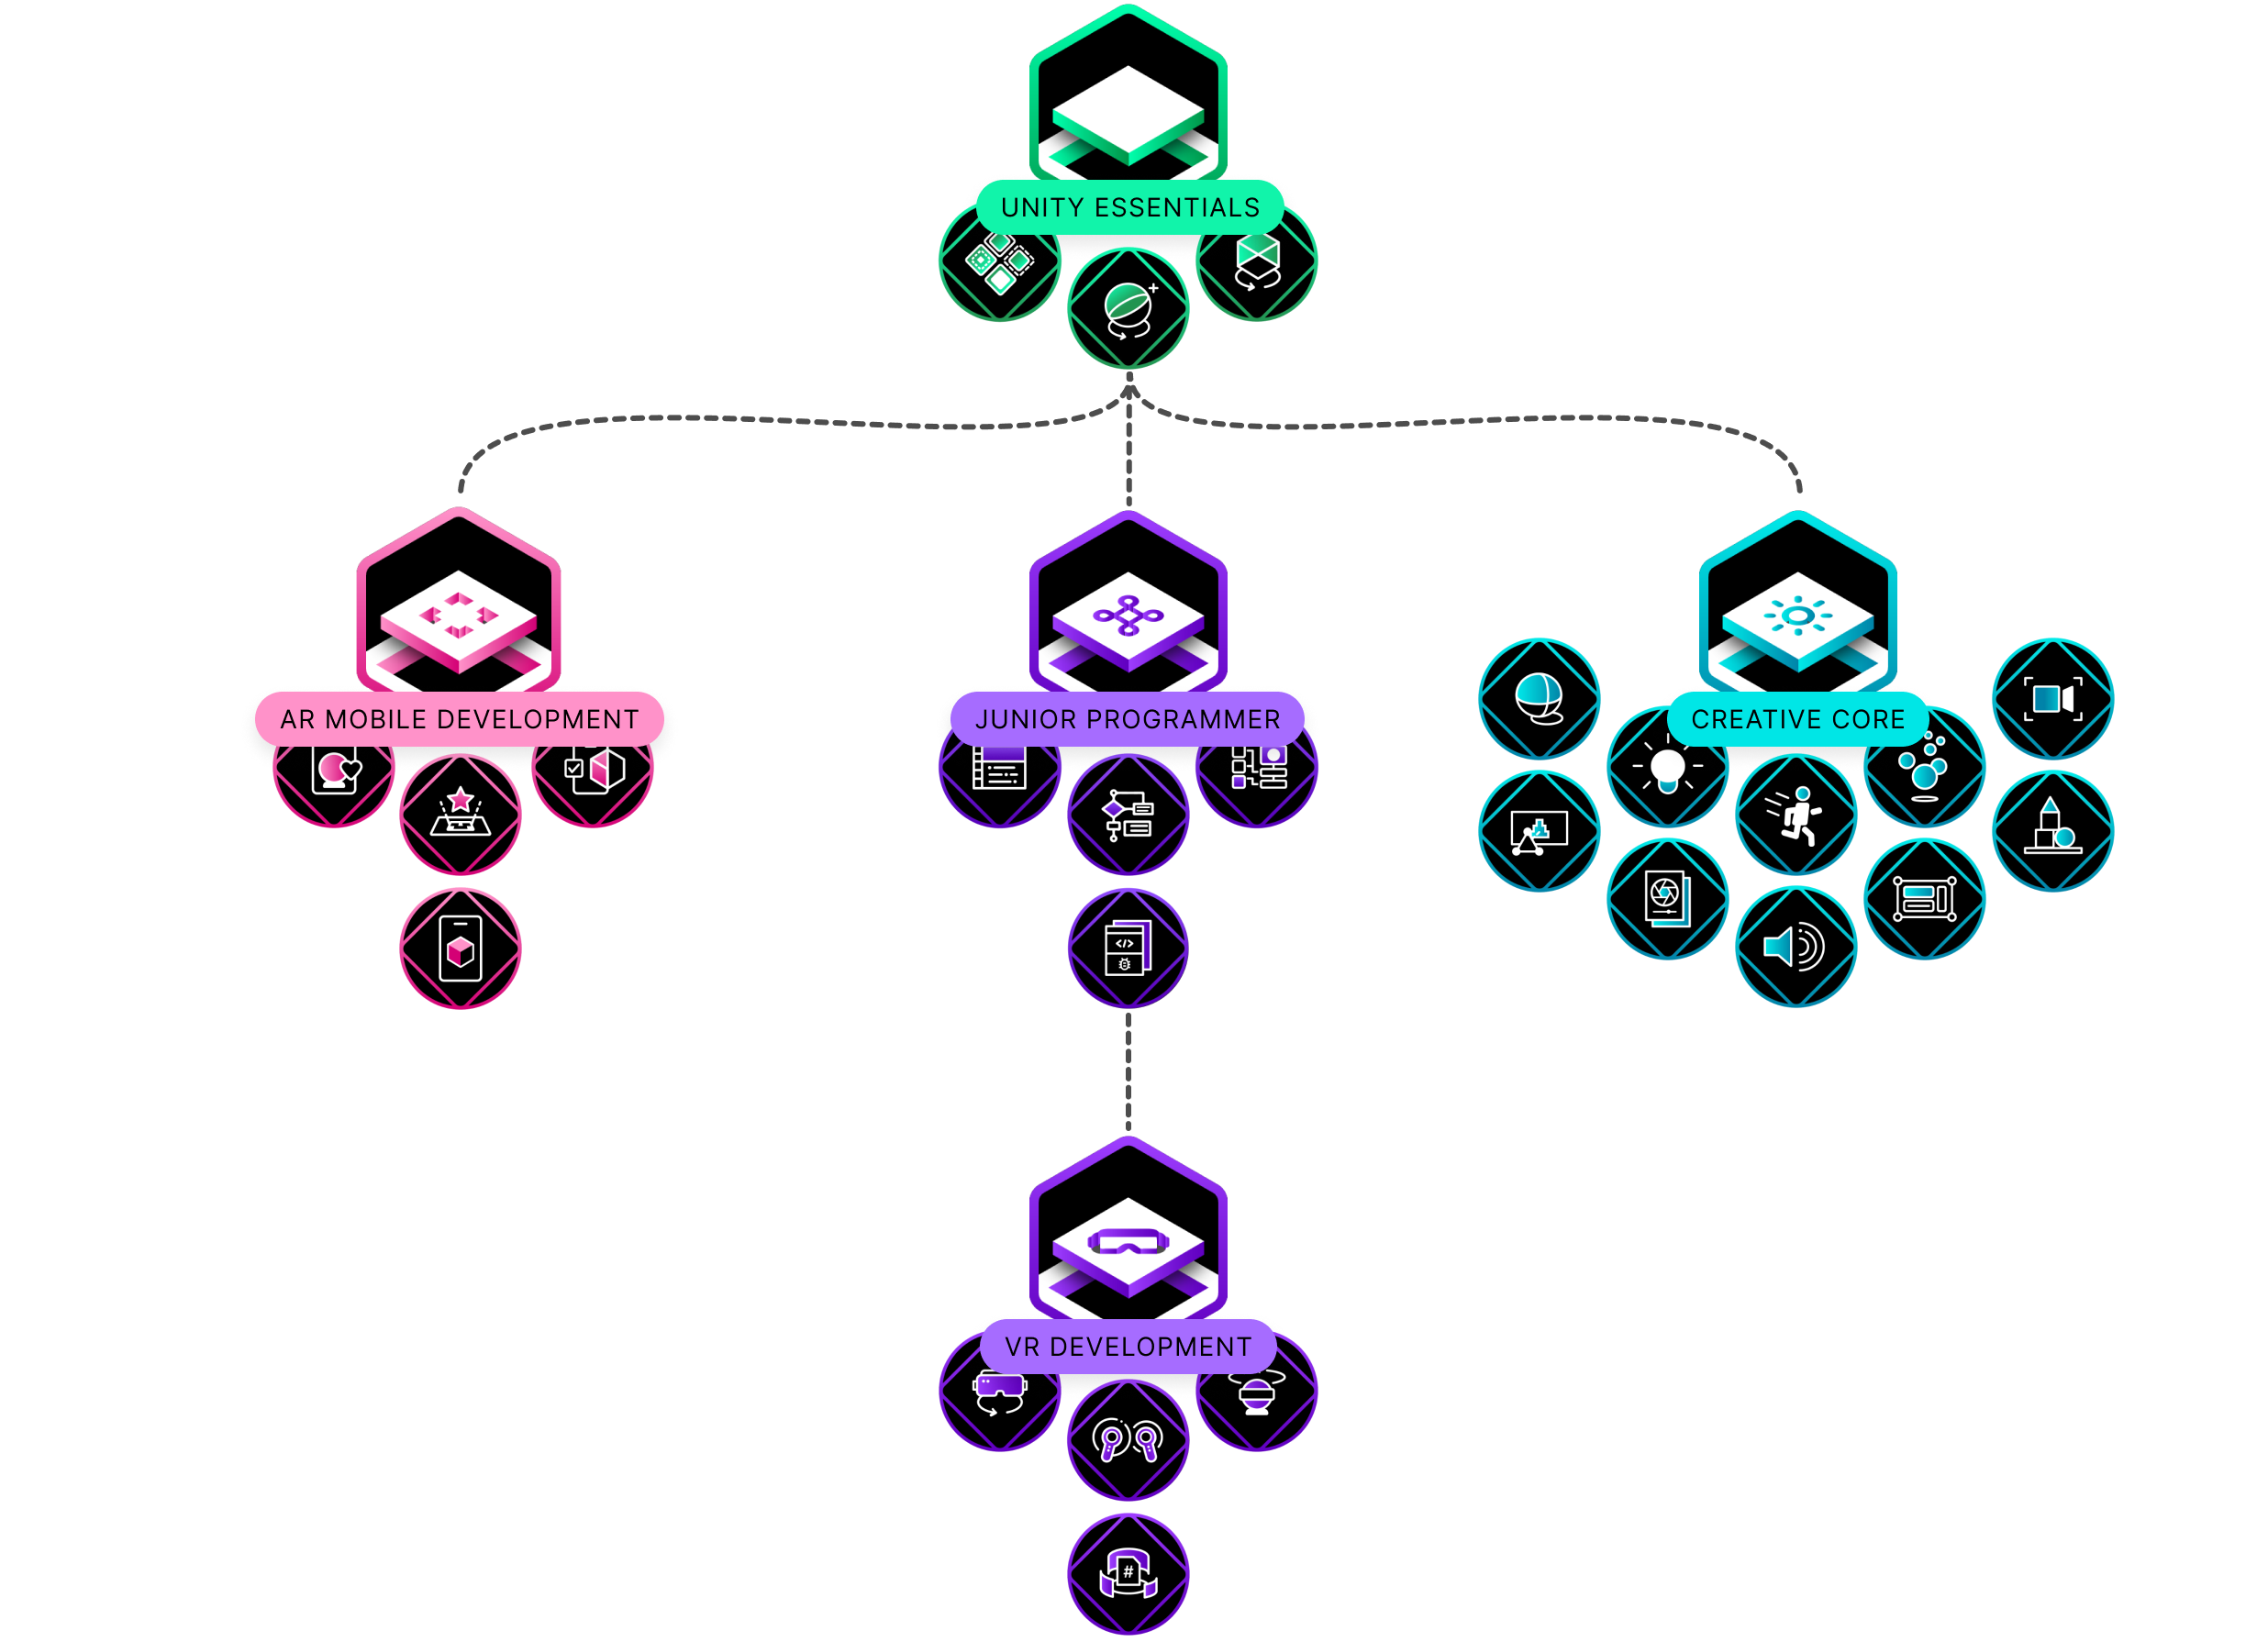 UNITY ESSENTIALS
AR MOBILE DEVELOPMENT
JUNIOR PROGRAMMER
CREATIVE CORE
</>
VR DEVELOPMENT
#